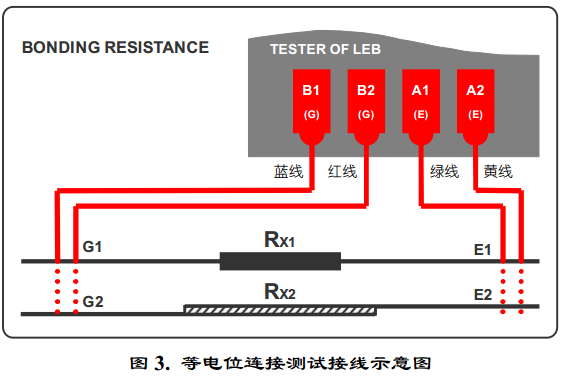 BONDING RESISTANCE
TESTER OF LEB
B1 B2 A1 A2
(G) (G) (E) (E)
蓝线 红线 绿线 黄线
G1 RX1 E1
G2 RX2 E2
图 3. 等电位连接测试接线示意图